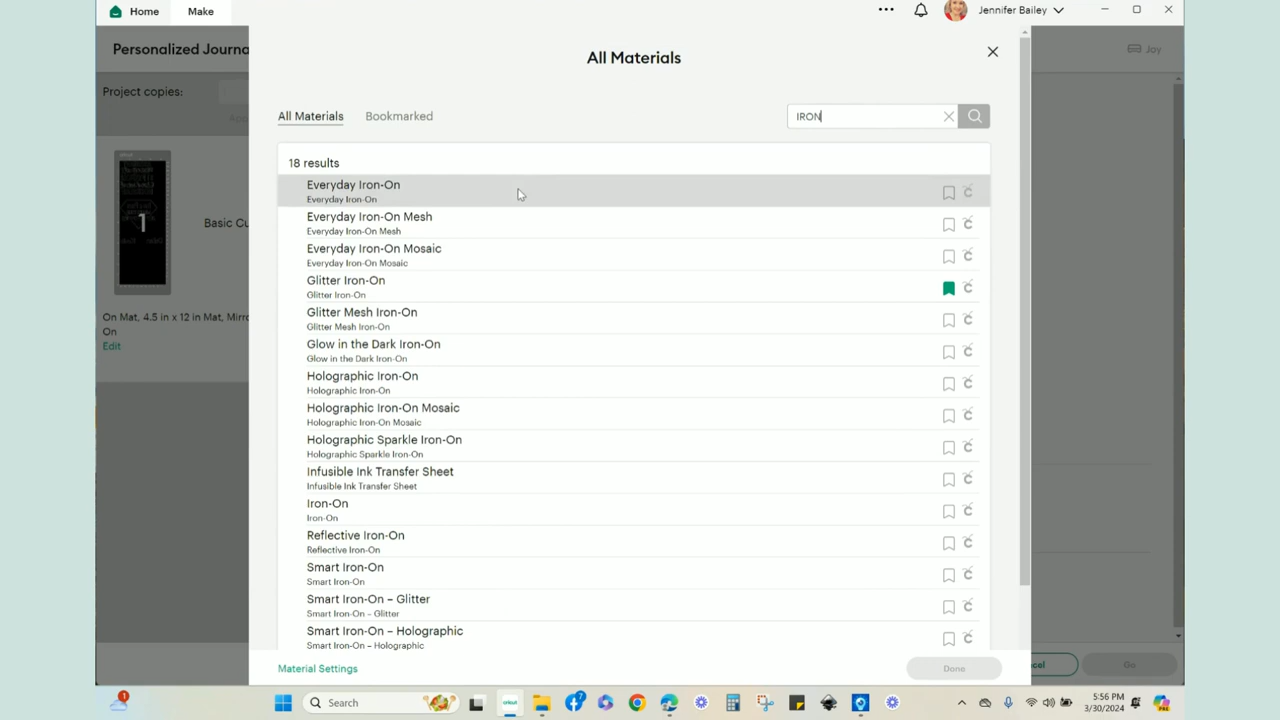 Home
Make
Jennifer Bailey
Joy
Project copies:
1
Basic Cu
On Mat, 4.5 in x 12 in Mat, Mirro
On
Edit
All Materials
All Materials
Bookmarked
IRON
18 results
Everyday Iron-On
Everyday Iron-On
Everyday Iron-On Mesh
Everyday Iron-On Mesh
Everyday Iron-On Mosaic
Everyday Iron-On Mosaic
Glitter Iron-On
Glitter Iron-On
Glitter Mesh Iron-On
Glitter Mesh Iron-On
Glow in the Dark Iron-On
Glow in the Dark Iron-On
Holographic Iron-On
Holographic Iron-On
Holographic Iron-On Mosaic
Holographic Iron-On Mosaic
Holographic Sparkle Iron-On
Holographic Sparkle Iron-On
Infusible Ink Transfer Sheet
Infusible Ink Transfer Sheet
Iron-On
Iron-On
Reflective Iron-On
Reflective Iron-On
Smart Iron-On
Smart Iron-On
Smart Iron-On – Glitter
Smart Iron-On – Glitter
Smart Iron-On – Holographic
Smart Iron-On – Holographic
Material Settings
Done
cel
Go
Personalized Journa
1
Search
cricut
7
5:56 PM
3/30/2024